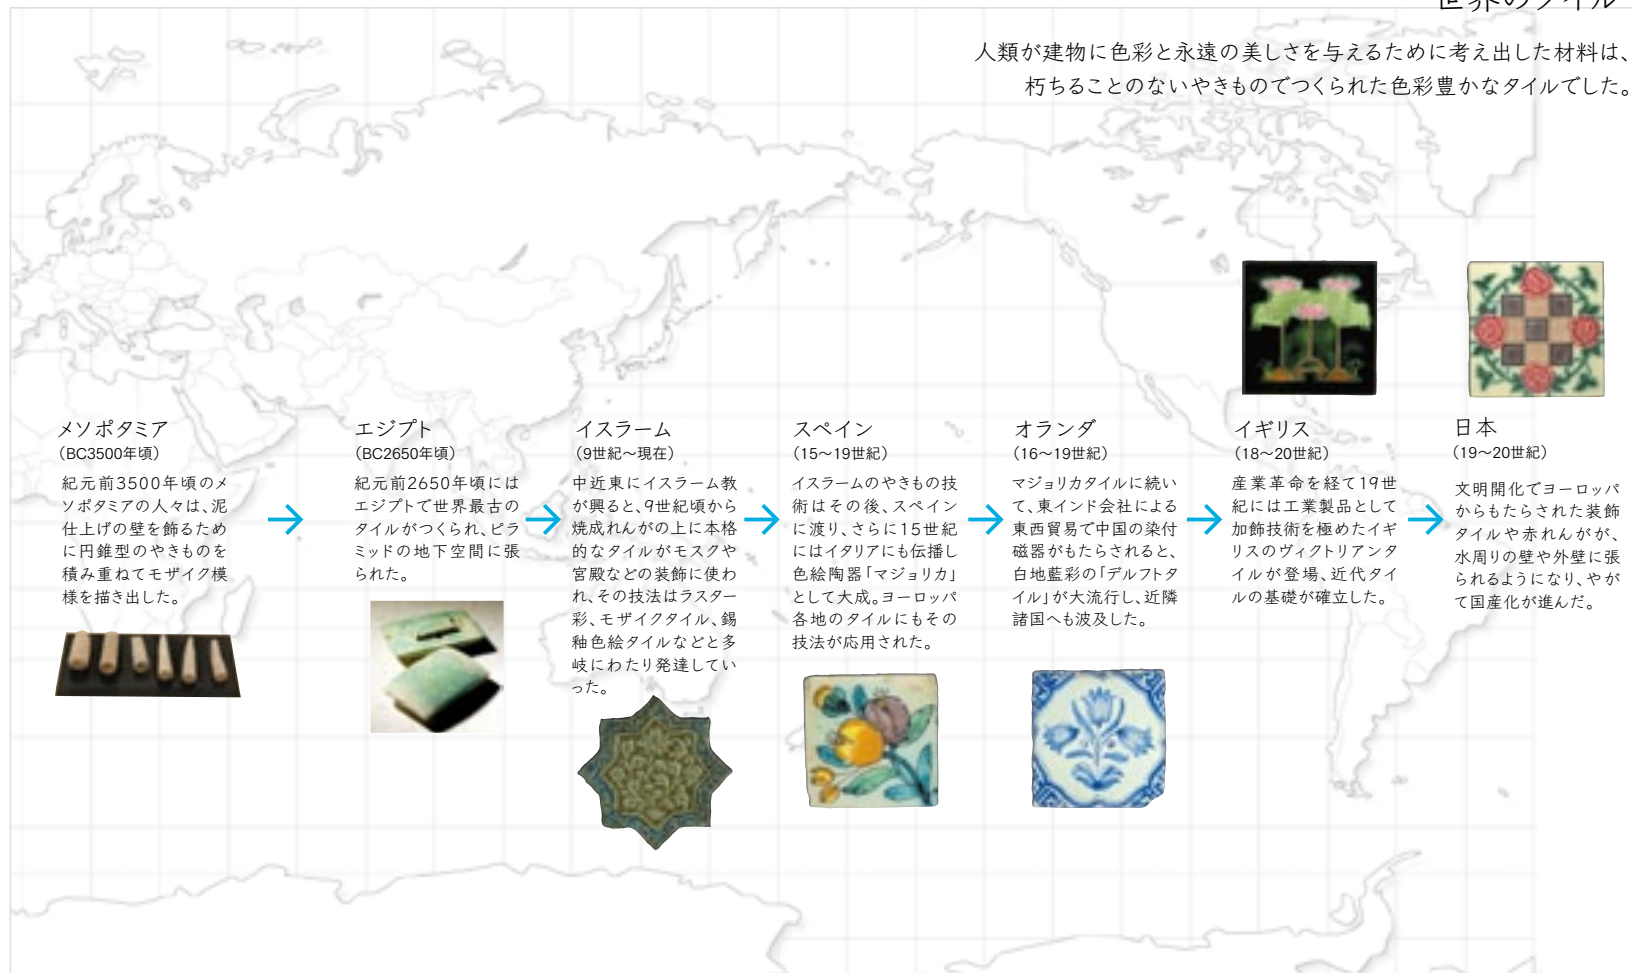 世界のタイル
人類が建物に色彩と永遠の美しさを与えるために考え出した材料は、
朽ちることのないやきものでつくられた色彩豊かなタイルでした。
メソポタミア
(BC3500年頃)
紀元前3500年頃のメ
ソポタミアの人々は、泥
仕上げの壁を飾るため
に円錐型のやきものを
積み重ねてモザイク模
様を描き出した。
エジプト
(BC2650年頃)
紀元前2650年頃には
エジプトで世界最古の
タイルがつくられ、ピラ
ミッドの地下空間に張
られた。
イスラーム
(9世紀〜現在)
中近東にイスラーム教
が興ると、9世紀頃から
焼成れんがの上に本格
的なタイルがモスクや
宮殿などの装飾に使わ
れ、その技法はラスター
彩、モザイクタイル、錫
釉色絵タイルなどと多
岐にわたり発達してい
った。
スペイン
(15〜19世紀)
イスラームのやきもの技
術はその後、スペイン
に渡り、さらに15世紀
にはイタリアにも伝播し
色絵陶器「マジョリカ」
として大成。ヨーロッパ
各地のタイルにもその
技法が応用された。
オランダ
(16〜19世紀)
マジョリカタイルに続い
て、東インド会社による
東西貿易で中国の染付
磁器がもたらされると、
白地藍彩の「デルフトタ
イル」が大流行し、近隣
諸国へも波及した。
イギリス
(18〜20世紀)
産業革命を経て19世
紀には工業製品として
加飾技術を極めたイギ
リスのヴィクトリアンタ
イルが登場、近代タイ
ルの基礎が確立した。
日本
(19〜20世紀)
文明開化でヨーロッパ
からもたらされた装飾
タイルや赤れんがが、
水周りの壁や外壁に張
られるようになり、やが
て国産化が進んだ。